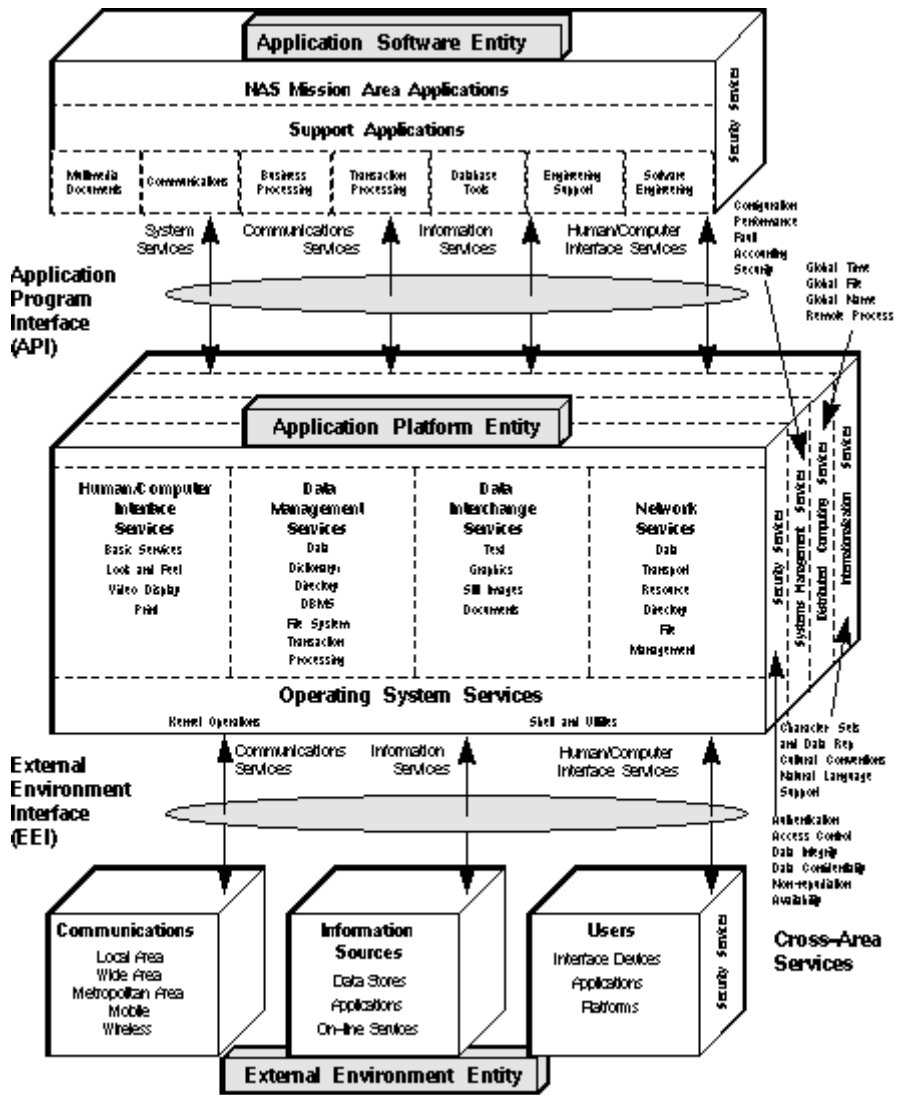 Application Software Entity
NAS Mission Area Applications
Support Applications
Multimedia
Documents
Communications
Business
Processing
Transaction
Processing
Database
Tools
Engineering
Support
Software
Engineering
Security Services
System
Services
Communications
Services
Information
Services
Human/Computer
Interface Services
Configuration
Performance
Fault
Accounting
Security
Global Time
Global File
Global Name
Remote Process
Application
Program
Interface
(API)
Application Platform Entity
Human/Computer
Interface
Services
Basic Services
Look and Feel
Video Display
Print
Data
Management
Services
Data
Dictionary
Directory
DBMS
File System
Transaction
Processing
Data
Interchange
Services
Text
Graphics
Still Images
Documents
Network
Services
Data
Transport
Resource
Directory
File
Management
Security Services
Systems Management Services
Distributed Computing Services
Internationalization Services
Operating System Services
Kernel Operations
Shell and Utilities
Communications
Services
Information
Services
Human/Computer
Interface Services
Character Sets
and Data Rep
Cultural Conventions
Natural Language
Support
External
Environment
Interface
(EEI)
Authentication
Access Control
Data Integrity
Data Confidentiality
Non-repudiation
Availability
Communications
Local Area
Wide Area
Metropolitan Area
Mobile
Wireless
Information
Sources
Data Stores
Applications
On-line Services
Users
Interface Devices
Applications
Platforms
Security Services
Cross-Area
Services
External Environment Entity